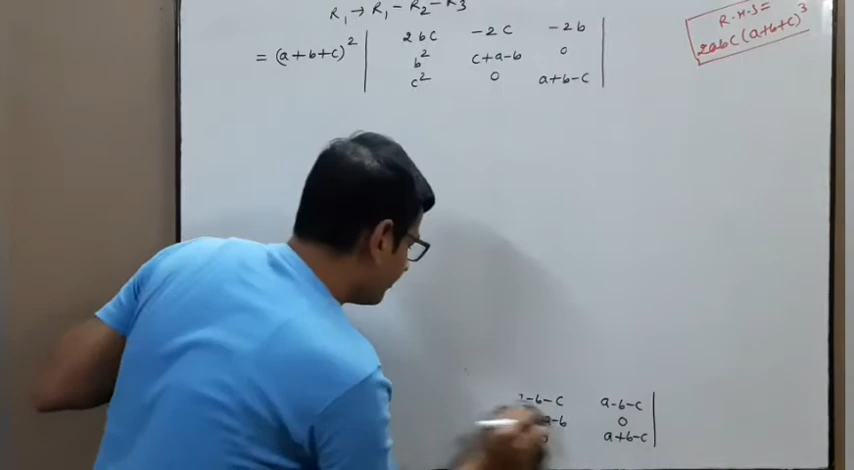 R₁ → R₁ - R₂ - R₃
R.H.S =
2abc(a+b+c)³
= (a+b+c)² | 2bc -2c -2b |
| b² c+a-b 0 |
| c² 0 a+b-c |
-b-c a-b-c |
a-b 0 |
a+b-c |